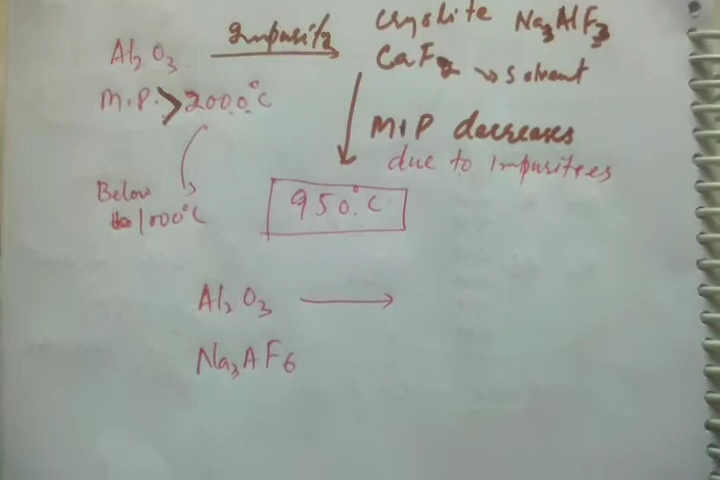 cryolite Na3AlF3
Al2O3 Impurity CaF2 → Solvent
M.P. > 2000°C
M.P decreases
due to impurities
Below
1000°C
950°C
Al2O3 →
Na3AF6